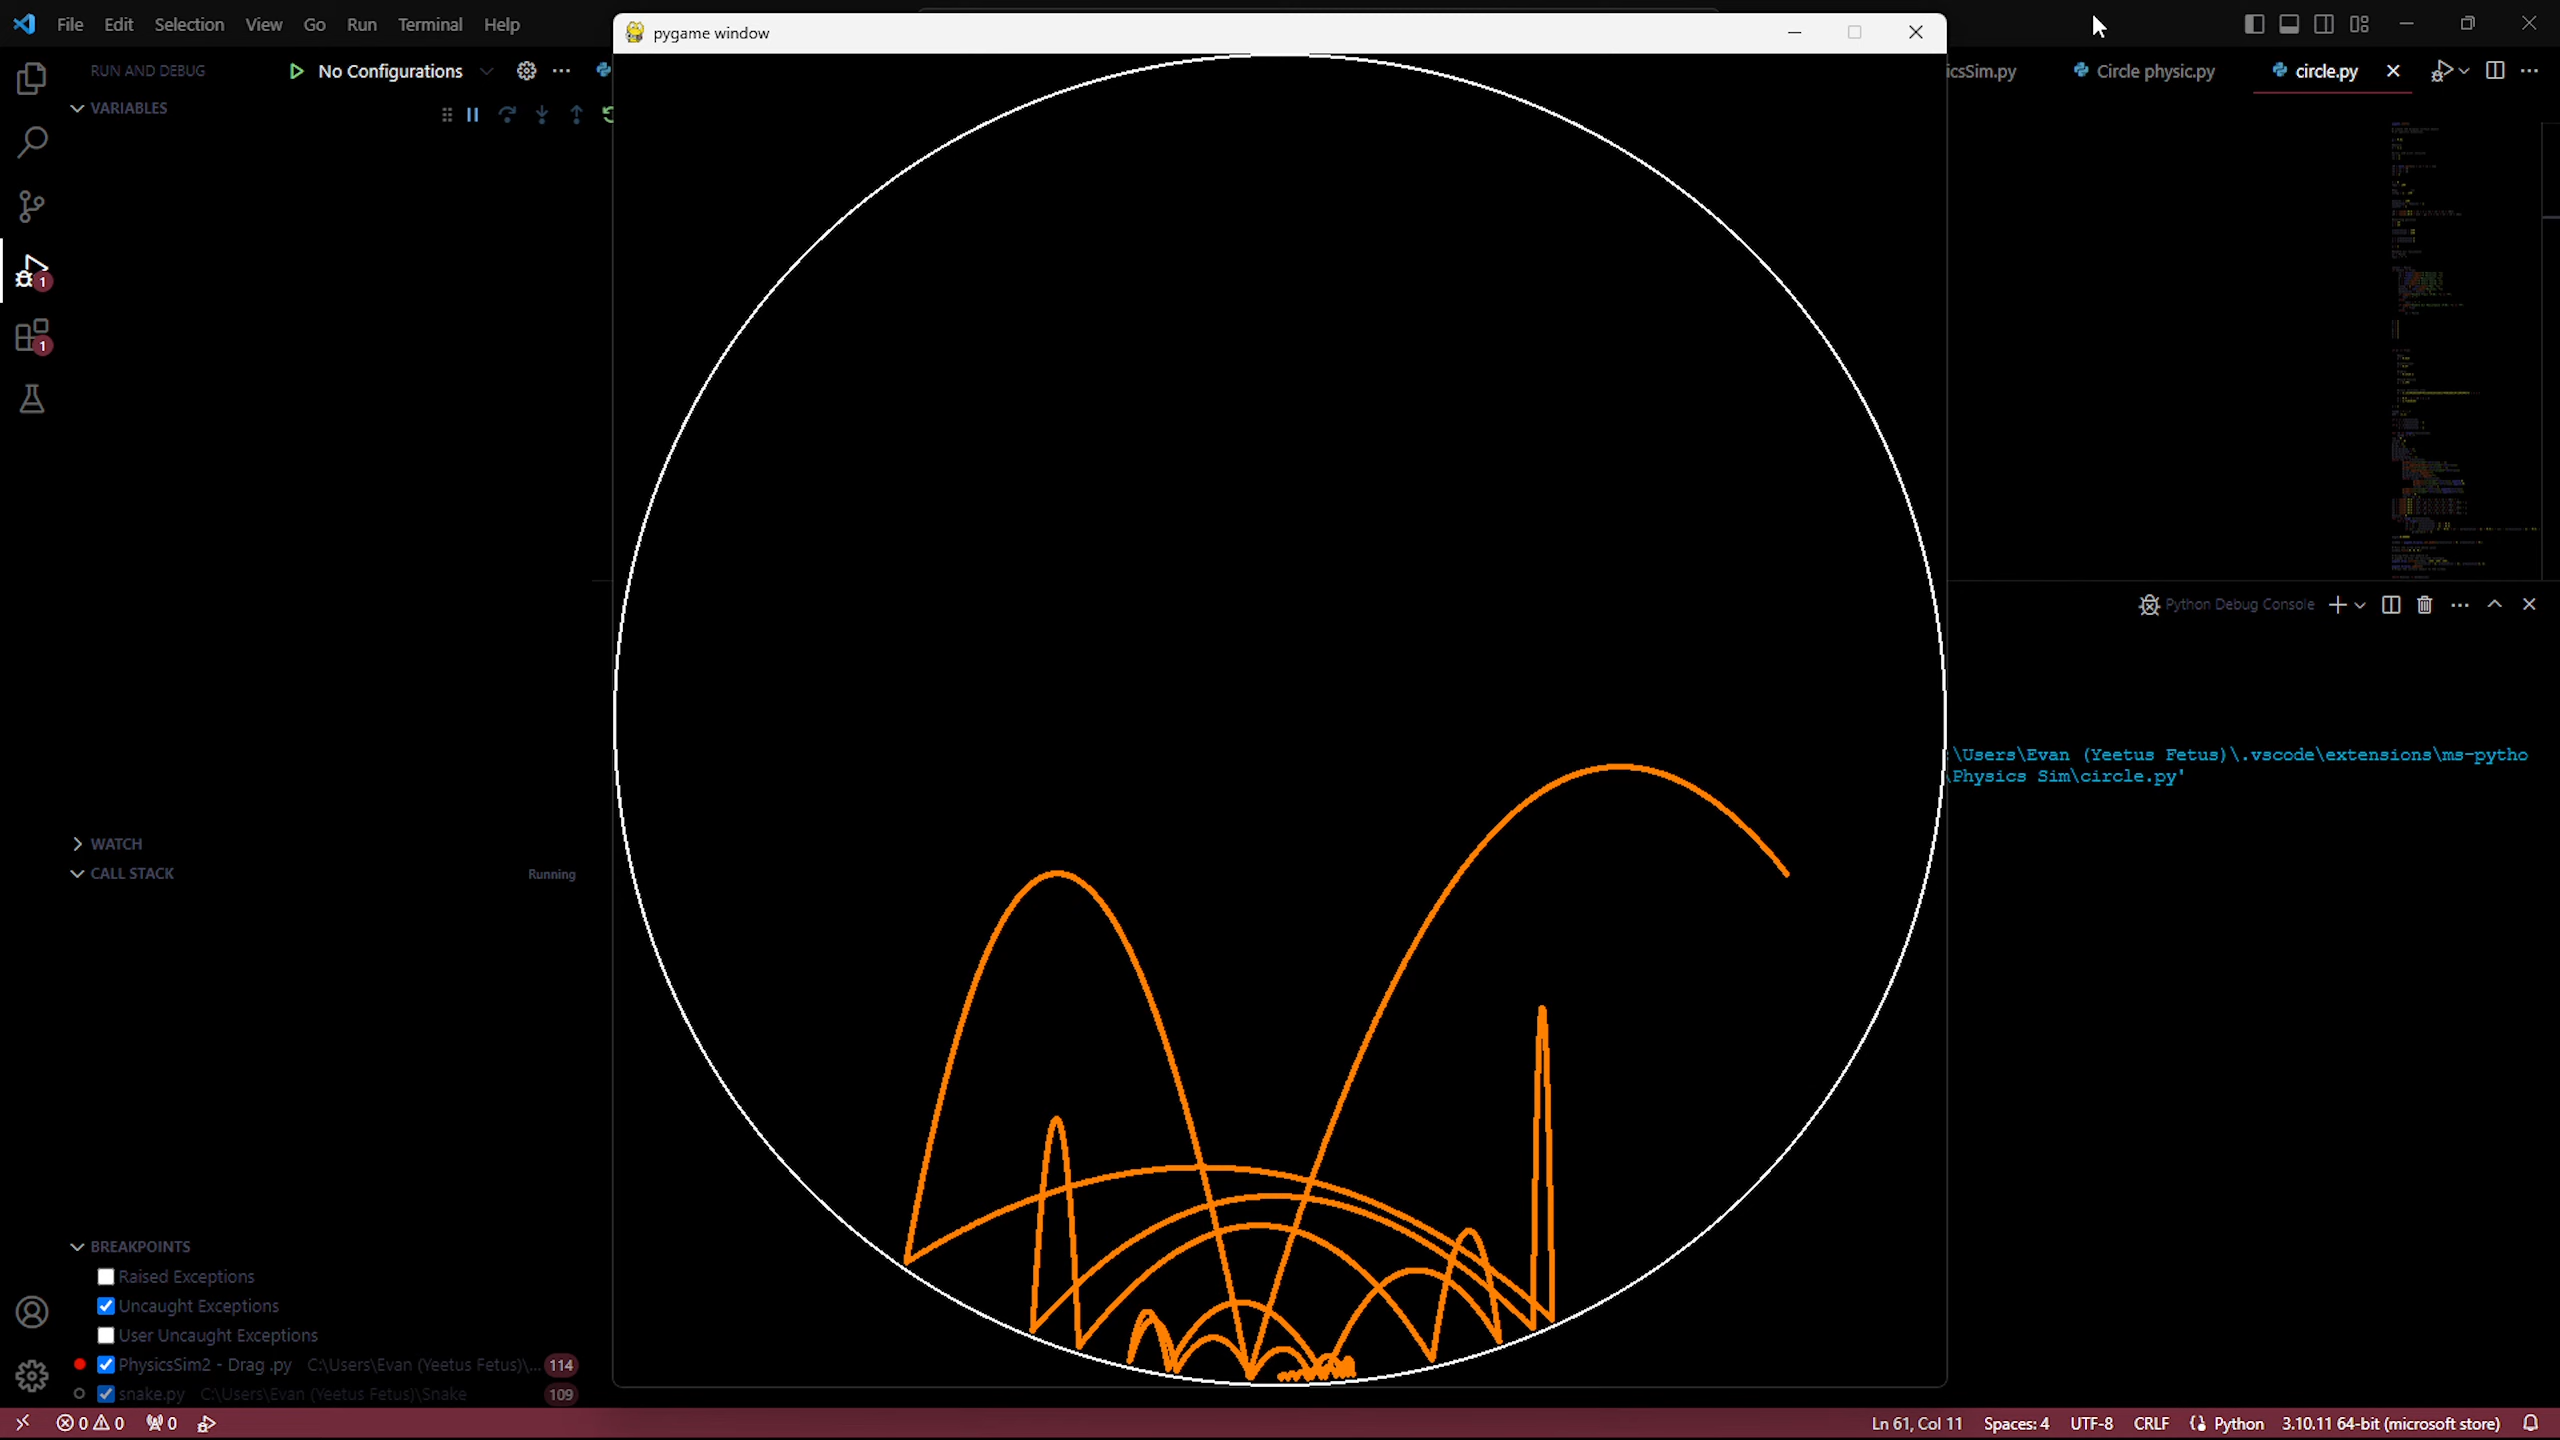 File Edit Selection View Go Run Terminal Help
pygame window
RUN AND DEBUG No Configurations
icsSim.py Circle physic.py circle.py
VARIABLES
1
1
Python Debug Console
\Users\Evan (Yeetus Fetus)\.vscode\extensions\ms-pytho
\Physics Sim\circle.py'
WATCH
CALL STACK Running
BREAKPOINTS
Raised Exceptions
Uncaught Exceptions
User Uncaught Exceptions
PhysicsSim2 - Drag .py C:\Users\Evan (Yeetus Fetus)\... 114
snake.py C:\Users\Evan (Yeetus Fetus)\Snake 109
0 0 0 Ln 61, Col 11 Spaces: 4 UTF-8 CRLF Python 3.10.11 64-bit (microsoft store)